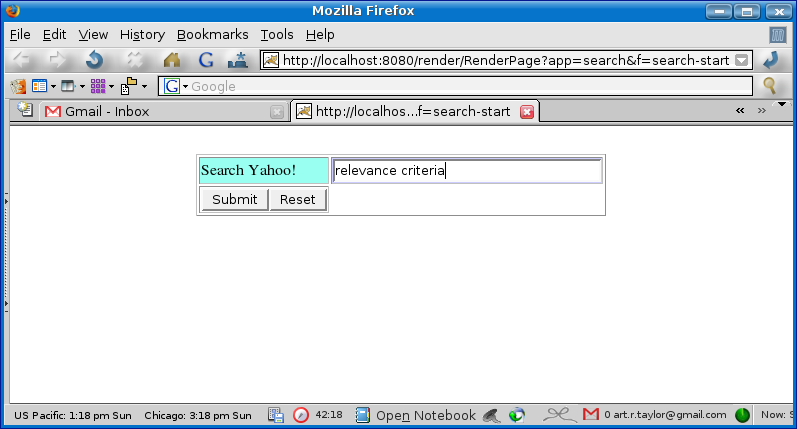 Mozilla Firefox
File Edit View History Bookmarks Tools Help
G http://localhost:8080/render/RenderPage?app=search&f=search-start
G Google
Gmail - Inbox http://localhos...f=search-start « »
Search Yahoo! relevance criteria
Submit Reset
US Pacific: 1:18 pm Sun Chicago: 3:18 pm Sun 42:18 Open Notebook 0 art.r.taylor@gmail.com Now: S